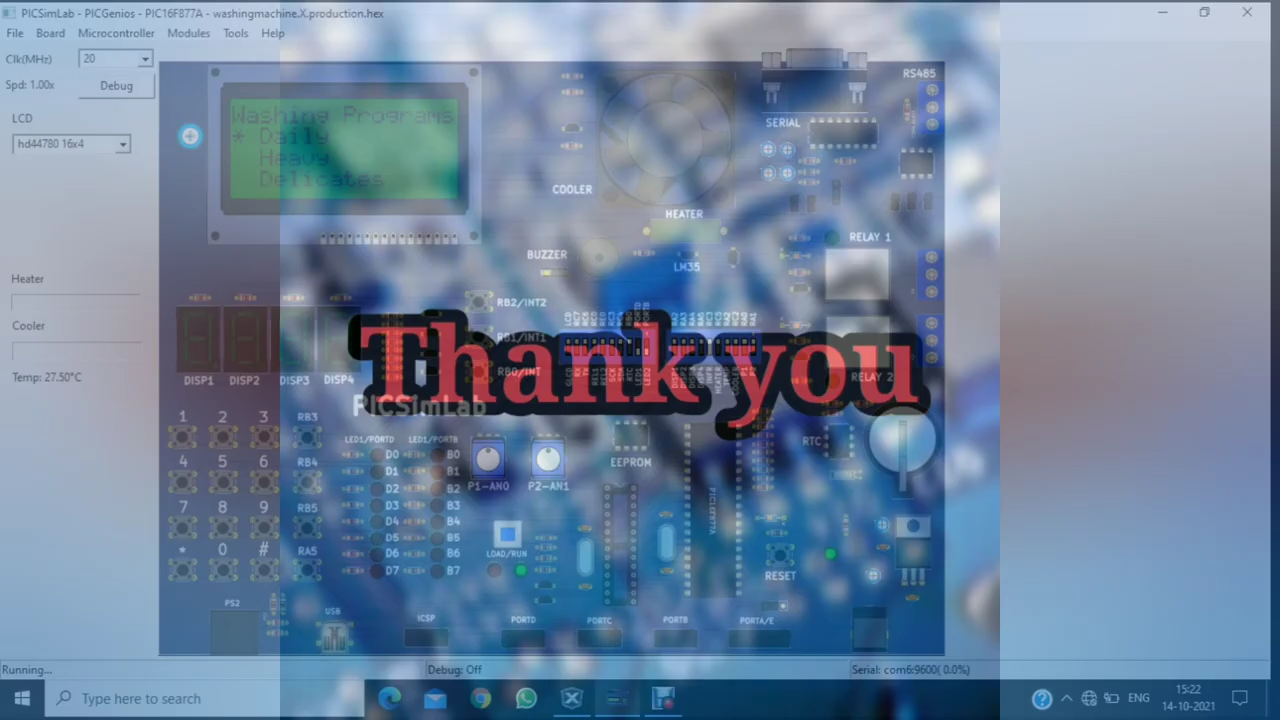 PICSimLab - PICGenios - PIC16F877A - washingmachine.X.production.hex
File Board Microcontroller Modules Tools Help
Clk(MHz) 20
Spd: 1.00x Debug
LCD
hd44780 16x4
Heater
Cooler
Temp: 27.50°C
Washing Programs
* Daily
Heavy
Delicates
COOLER
HEATER
BUZZER
LM35
SERIAL
RS485
RELAY 1
RELAY 2
RB2/INT2
RB1/INT1
RB0/INT
DISP1 DISP2 DISP3 DISP4
Thank you
PICSimLab
1 2 3 RB3
4 5 6 RB4
7 8 9 RB5
* 0 # RA5
LED1/PORTD LED1/PORTB
D0 B0
D1 B1
D2 B2
D3 B3
D4 B4
D5 B5
D6 B6
D7 B7
P1-AN0 P2-AN1
EEPROM
RTC
PIC16F877A
LOAD/RUN
RESET
PS2
USB
ICSP
PORTD
PORTC
PORTB
PORTA/E
Running...
Debug: Off
Serial: com6:9600( 0.0%)
Type here to search
ENG
15:22
14-10-2021